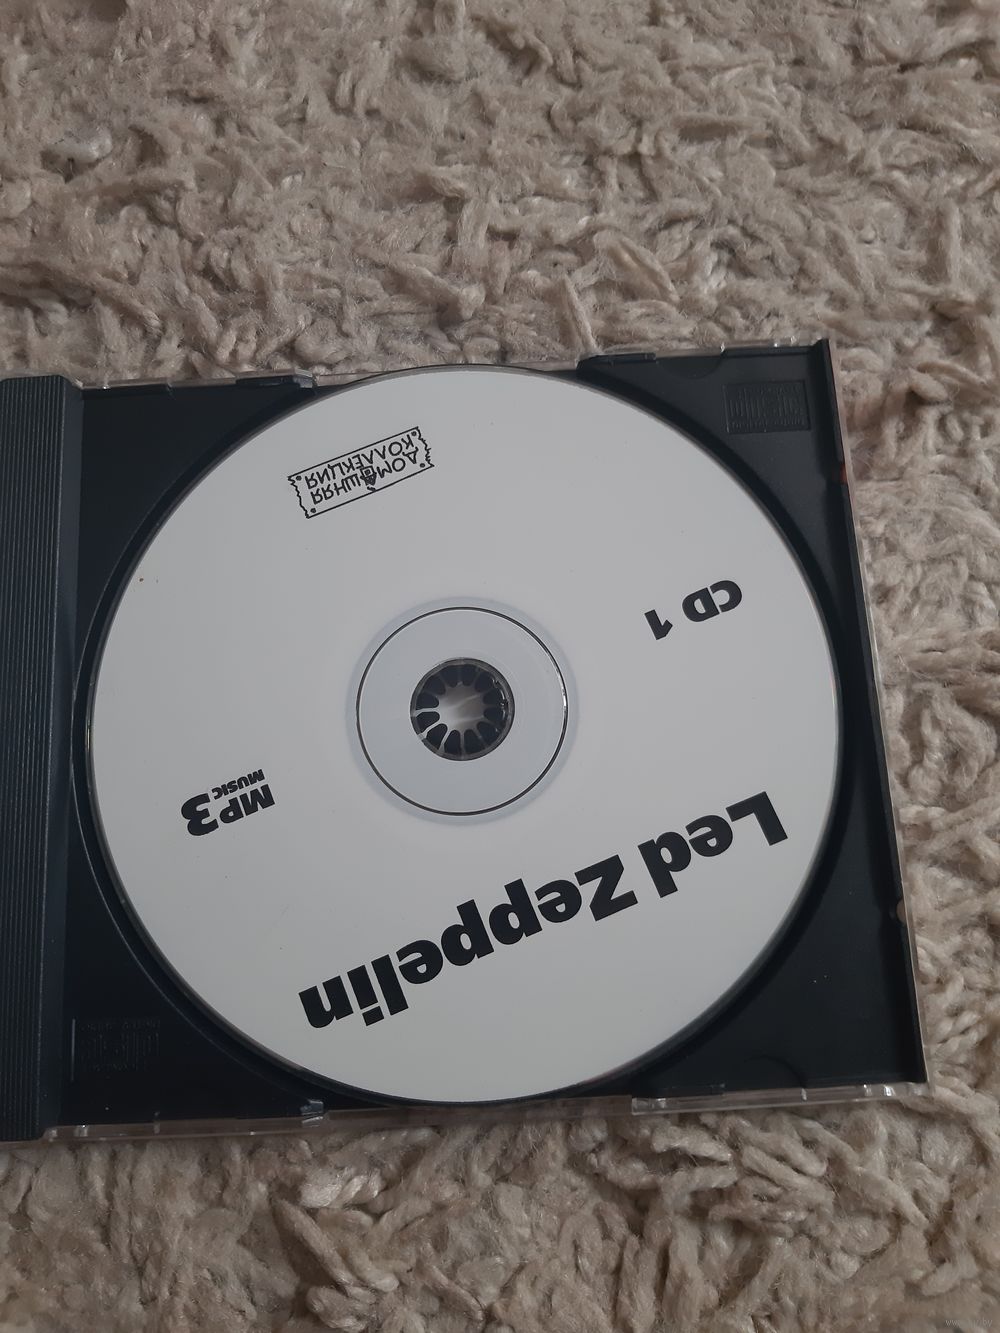 Led Zeppelin
MP3
MUSIC
CD 1
ДОМАШНЯЯ
КОЛЛЕКЦИЯ